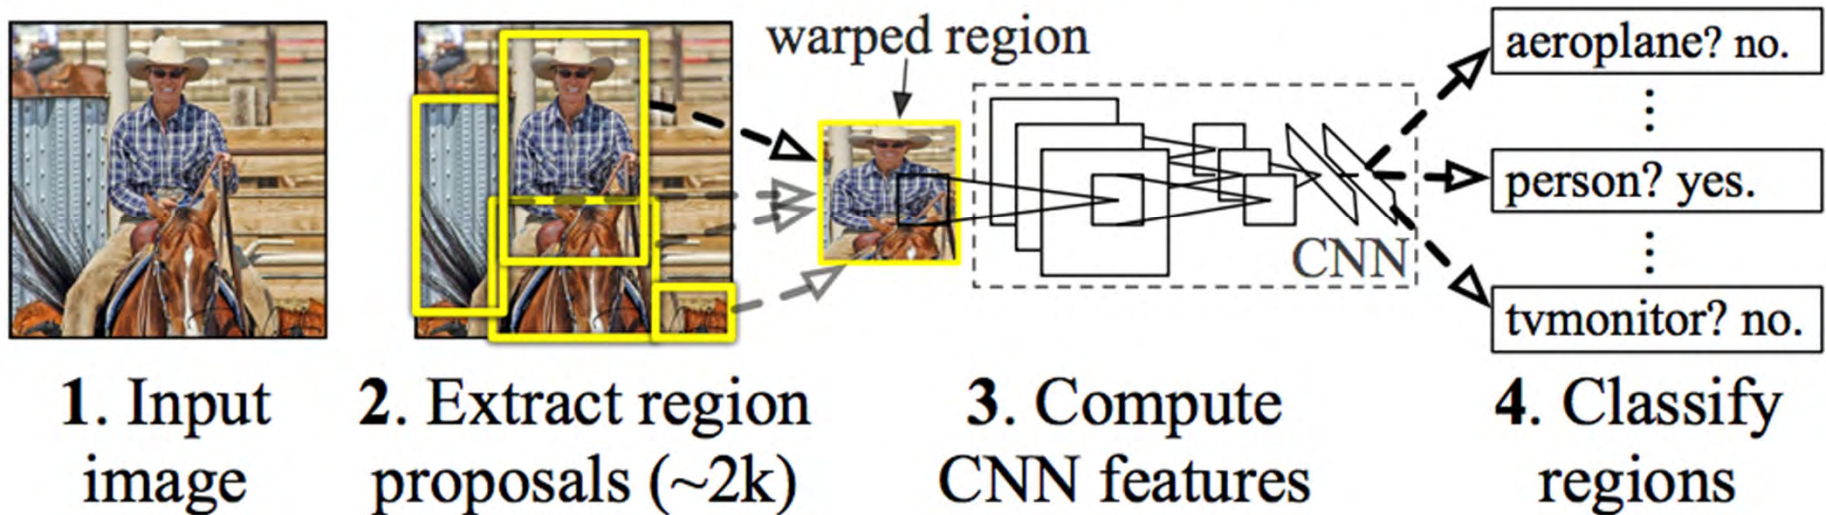 warped region
aeroplane? no.
⋮
person? yes.
CNN
⋮
tvmonitor? no.
1. Input
image
2. Extract region
proposals (~2k)
3. Compute
CNN features
4. Classify
regions